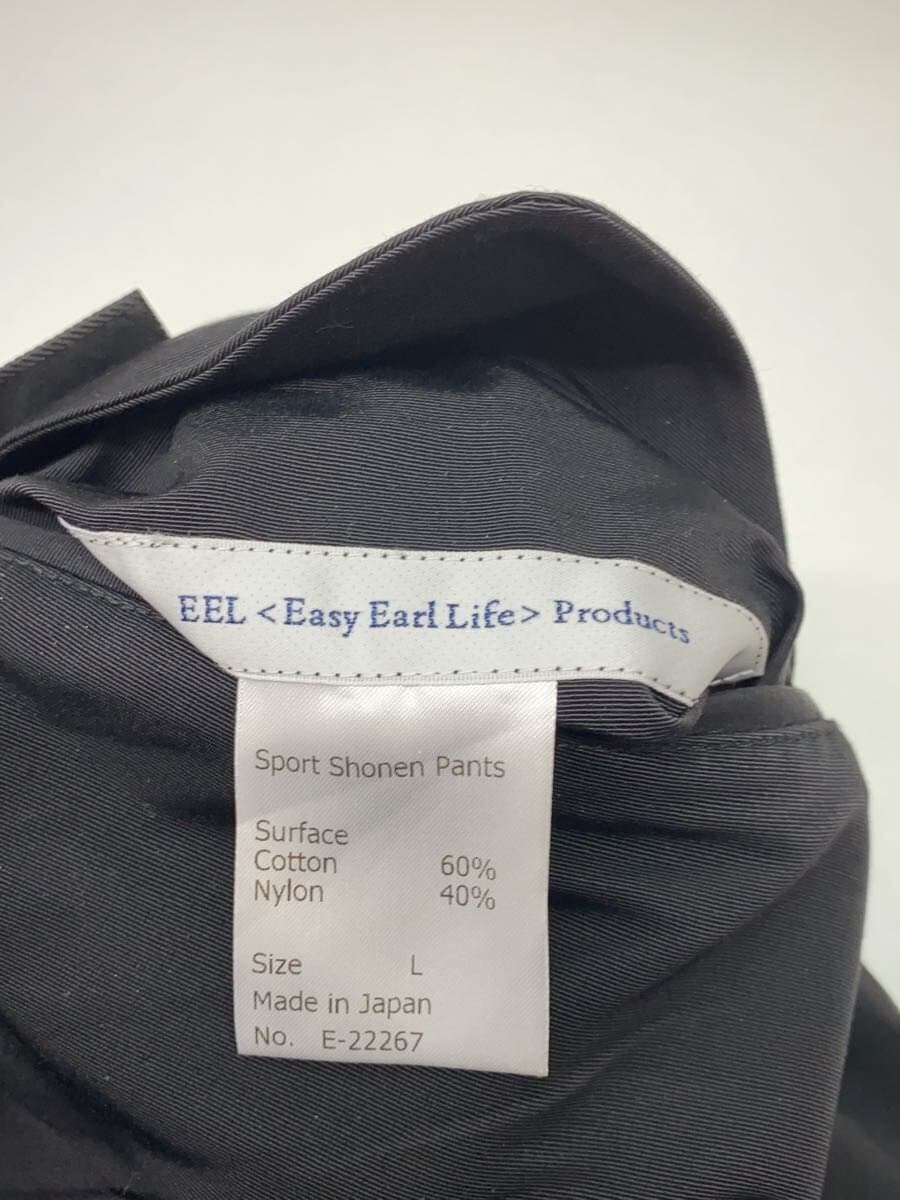 EEL <Easy Earl Life> Products
Sport Shonen Pants
Surface
Cotton 60%
Nylon 40%
Size L
Made in Japan
No. E-22267